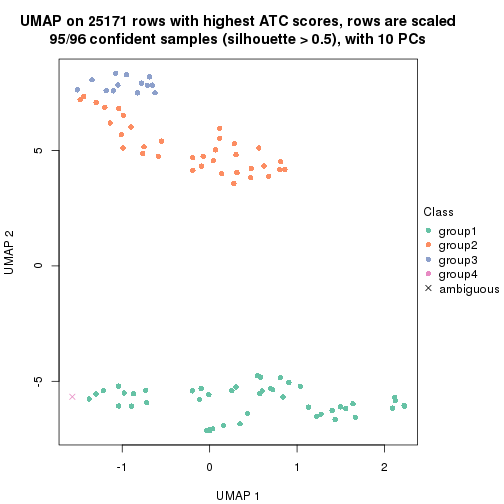 UMAP on 25171 rows with highest ATC scores, rows are scaled
95/96 confident samples (silhouette > 0.5), with 10 PCs
5
0
-5
UMAP 2
-1
0
1
2
UMAP 1
Class
group1
group2
group3
group4
ambiguous